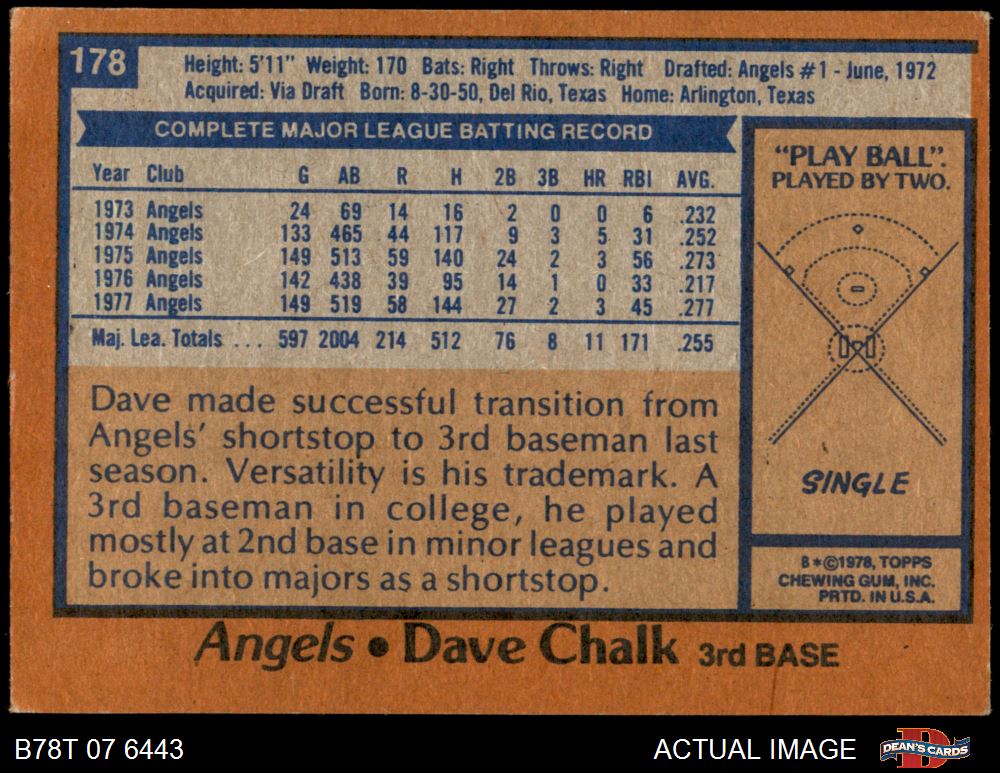 178
Height: 5'11" Weight: 170 Bats: Right Throws: Right Drafted: Angels #1 - June, 1972
Acquired: Via Draft Born: 8-30-50, Del Rio, Texas Home: Arlington, Texas
COMPLETE MAJOR LEAGUE BATTING RECORD
Year Club G AB R H 2B 3B HR RBI AVG.
1973 Angels 24 69 14 16 2 0 0 6 .232
1974 Angels 133 465 44 117 9 3 5 31 .252
1975 Angels 149 513 59 140 24 2 3 56 .273
1976 Angels 142 438 39 95 14 1 0 33 .217
1977 Angels 149 519 58 144 27 2 3 45 .277
Maj. Lea. Totals ... 597 2004 214 512 76 8 11 171 .255
Dave made successful transition from
Angels' shortstop to 3rd baseman last
season. Versatility is his trademark. A
3rd baseman in college, he played
mostly at 2nd base in minor leagues and
broke into majors as a shortstop.
"PLAY BALL".
PLAYED BY TWO.
SINGLE
B*©1978, TOPPS
CHEWING GUM, INC.
PRTD. IN U.S.A.
Angels • Dave Chalk 3rd BASE
B78T 07 6443
ACTUAL IMAGE
DEAN'S CARDS